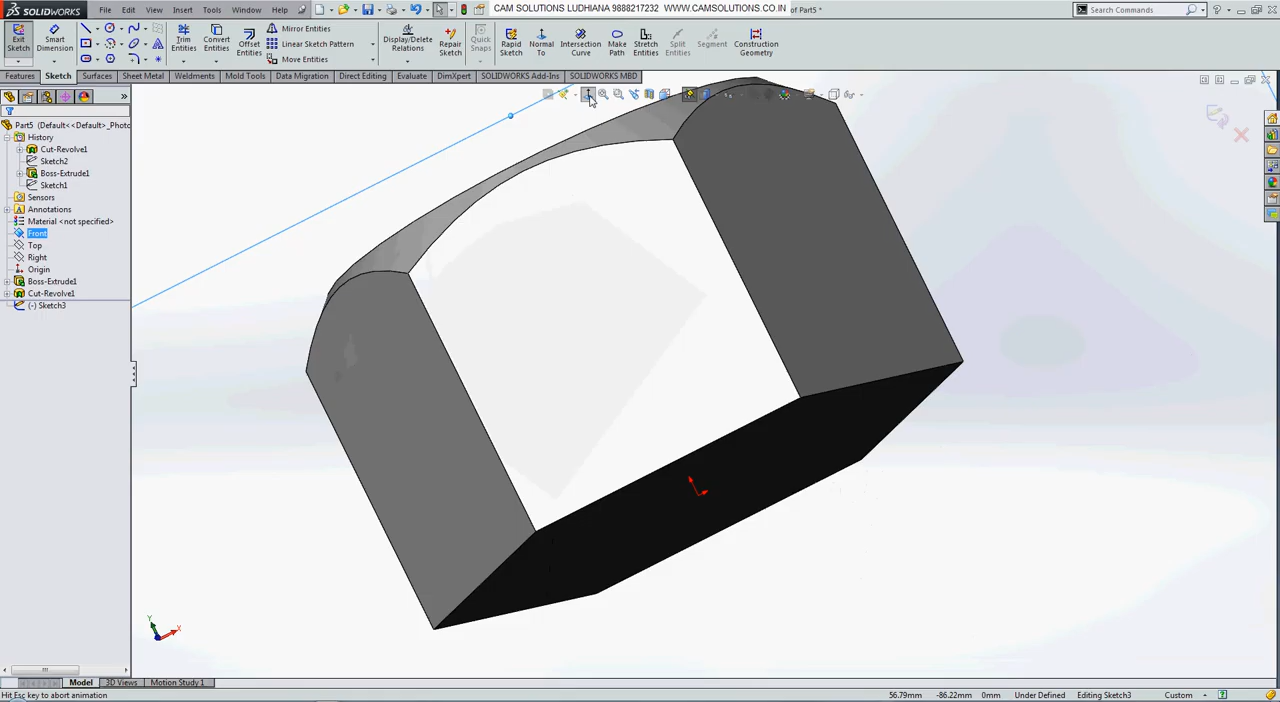 SOLIDWORKS File Edit View Insert Tools Window Help CAM SOLUTIONS LUDHIANA 9888217232 WWW.CAMSOLUTIONS.CO.IN of Part5 * Search Commands
Exit Sketch
Smart Dimension
Trim Entities
Convert Entities
Offset Entities
Mirror Entities
Linear Sketch Pattern
Move Entities
Display/Delete Relations
Repair Sketch
Quick Snaps
Rapid Sketch
Normal To
Intersection Curve
Make Path
Stretch Entities
Split Entities
Segment
Construction Geometry
Features Sketch Surfaces Sheet Metal Weldments Mold Tools Data Migration Direct Editing Evaluate DimXpert SOLIDWORKS Add-Ins SOLIDWORKS MBD
Part5 (Default<<Default>_Photo
History
Cut-Revolve1
Sketch2
Boss-Extrude1
Sketch1
Sensors
Annotations
Material <not specified>
Front
Top
Right
Origin
Boss-Extrude1
Cut-Revolve1
(-) Sketch3
Y
X
Model 3D Views Motion Study 1
Hit Esc key to abort animation 56.79mm -86.22mm 0mm Under Defined Editing Sketch3 Custom